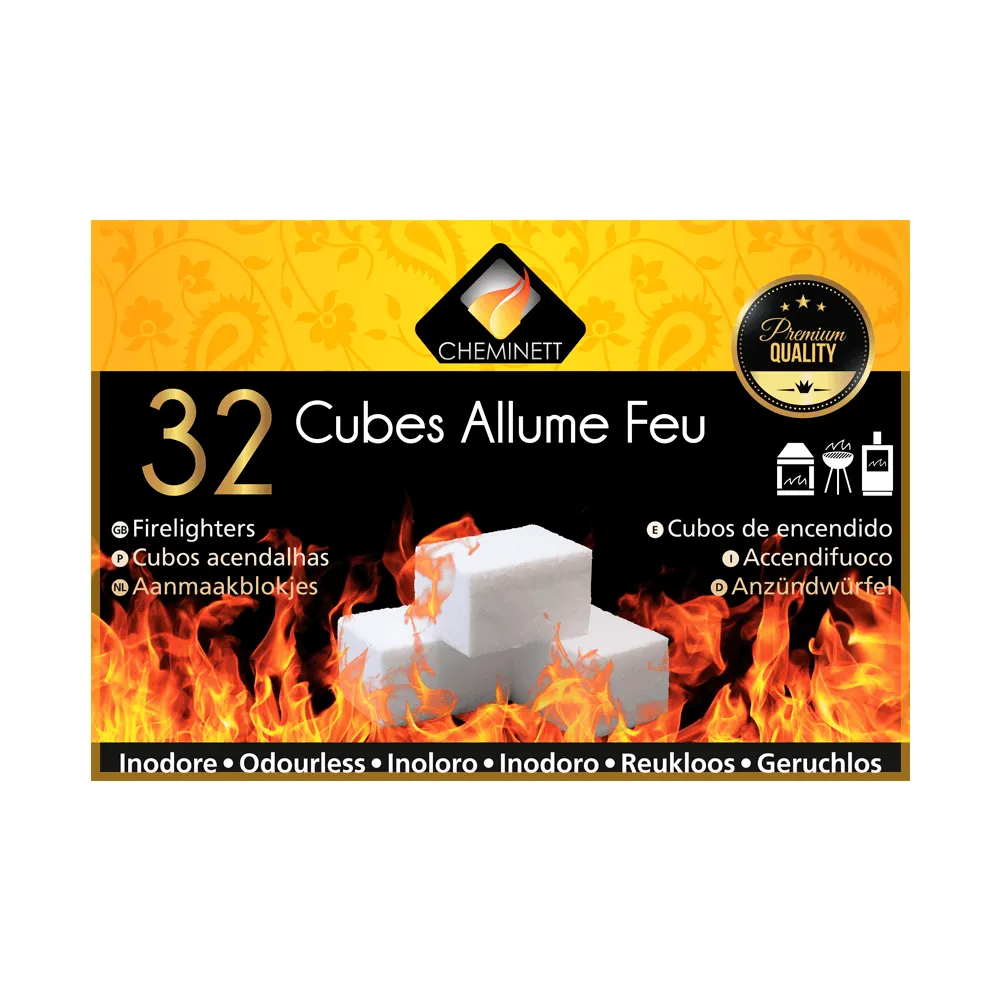 CHEMINETT
Premium
QUALITY
32 Cubes Allume Feu
GB Firelighters
P Cubos acendalhas
NL Aanmaakblokjes
E Cubos de encendido
I Accendifuoco
D Anzündwürfel
Inodore • Odourless • Inoloro • Inodoro • Reukloos • Geruchlos